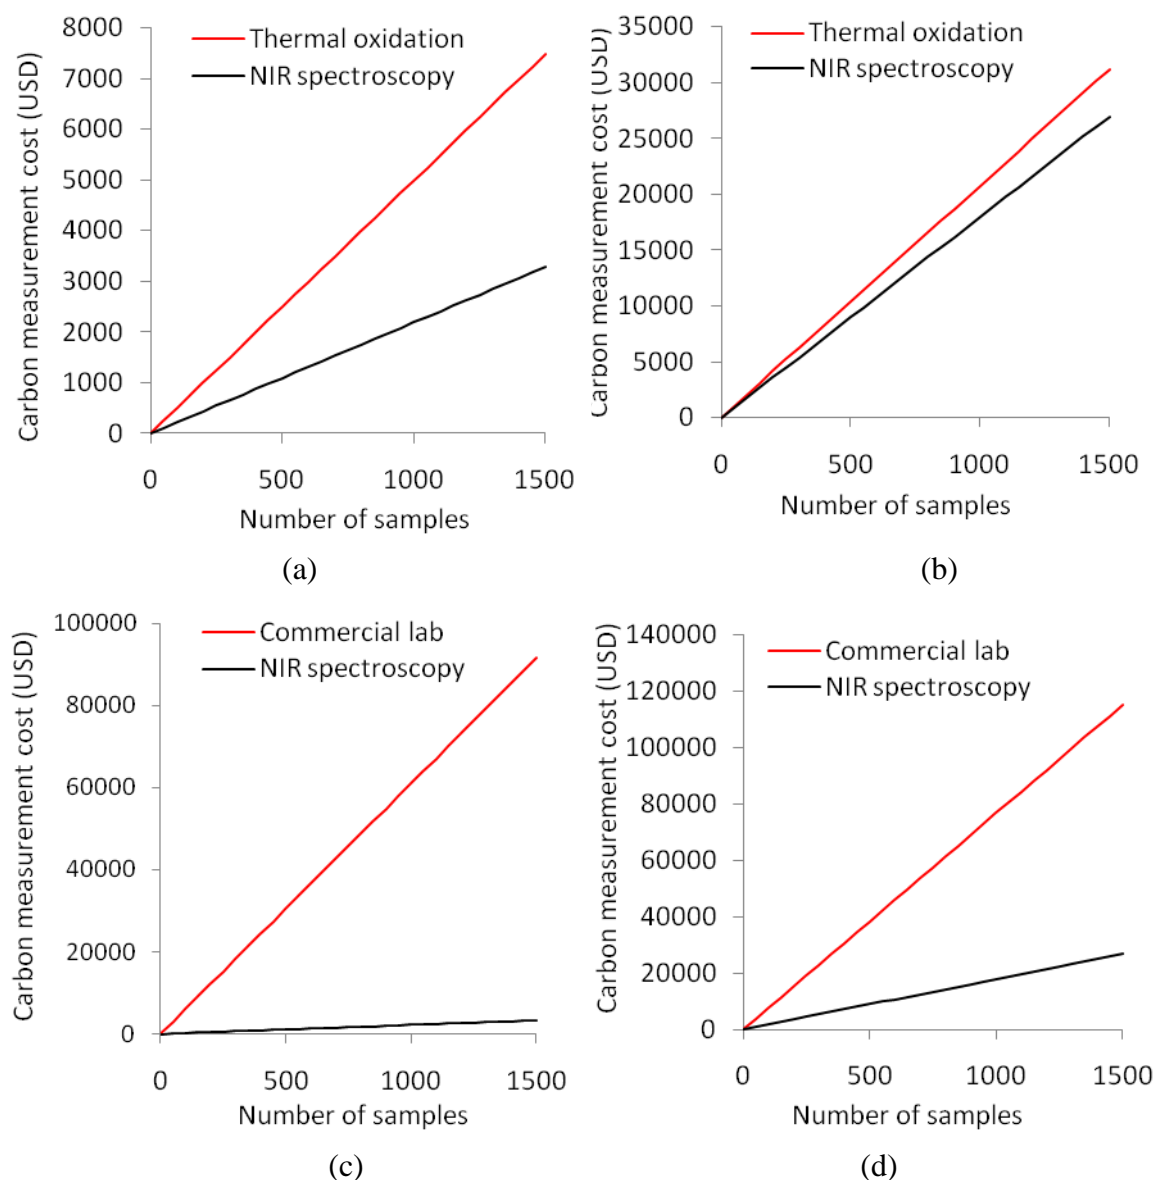 Carbon measurement cost (USD)
8000
7000
6000
5000
4000
3000
2000
1000
0
Thermal oxidation
NIR spectroscopy
0 500 1000 1500
Number of samples
(a)
Carbon measurement cost (USD)
35000
30000
25000
20000
15000
10000
5000
0
Thermal oxidation
NIR spectroscopy
0 500 1000 1500
Number of samples
(b)
Carbon measurement cost (USD)
100000
80000
60000
40000
20000
0
Commercial lab
NIR spectroscopy
0 500 1000 1500
Number of samples
(c)
Carbon measurement cost (USD)
140000
120000
100000
80000
60000
40000
20000
0
Commercial lab
NIR spectroscopy
0 500 1000 1500
Number of samples
(d)